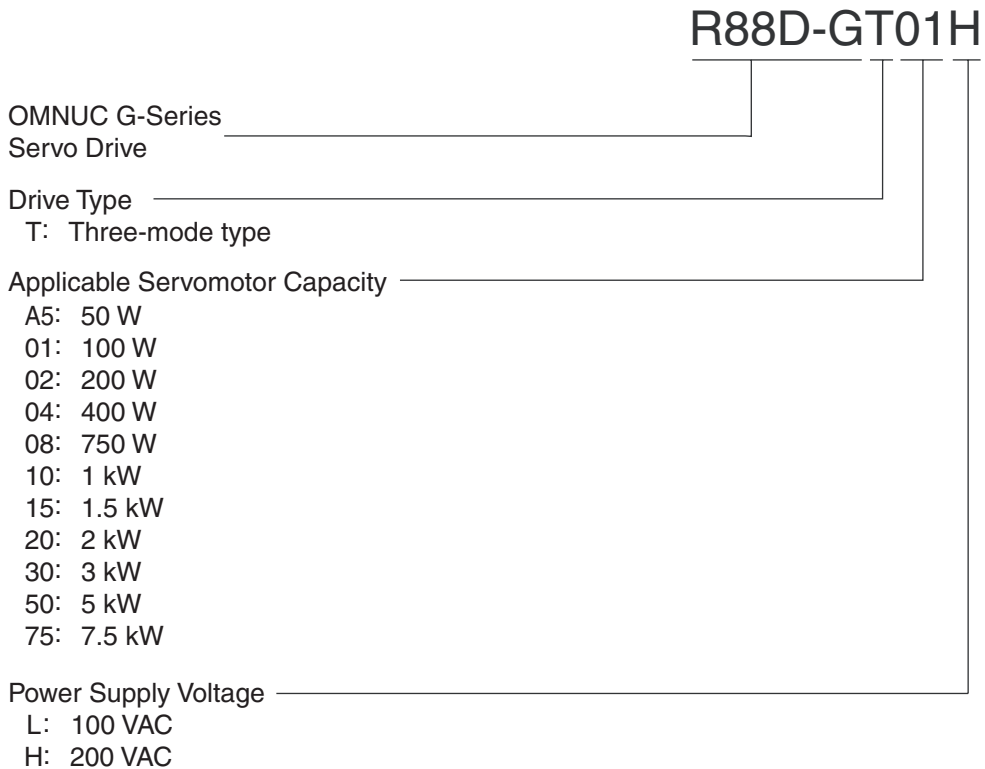 R88D-GT01H
OMNUC G-Series
Servo Drive
Drive Type
T: Three-mode type
Applicable Servomotor Capacity
A5: 50 W
01: 100 W
02: 200 W
04: 400 W
08: 750 W
10: 1 kW
15: 1.5 kW
20: 2 kW
30: 3 kW
50: 5 kW
75: 7.5 kW
Power Supply Voltage
L: 100 VAC
H: 200 VAC